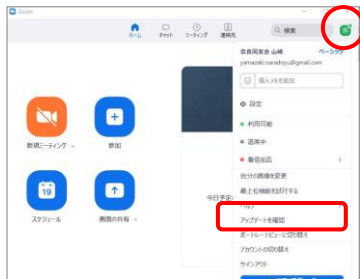 Zoom
ホーム
チャット
ミーティング
連絡先
検索
新規ミーティング
参加
19
スケジュール
画面の共有
今日予定
奈良同友会 山崎
ベーシック
yamazaki.naradoyu@gmail.com
個人メモを追加
設定
利用可能
退席中
着信拒否
自分の画像を変更
最上位機能を試行する
ヘルプ
アップデートを確認
ポートレートビューに切り替え
アカウントの切り替え
サインアウト